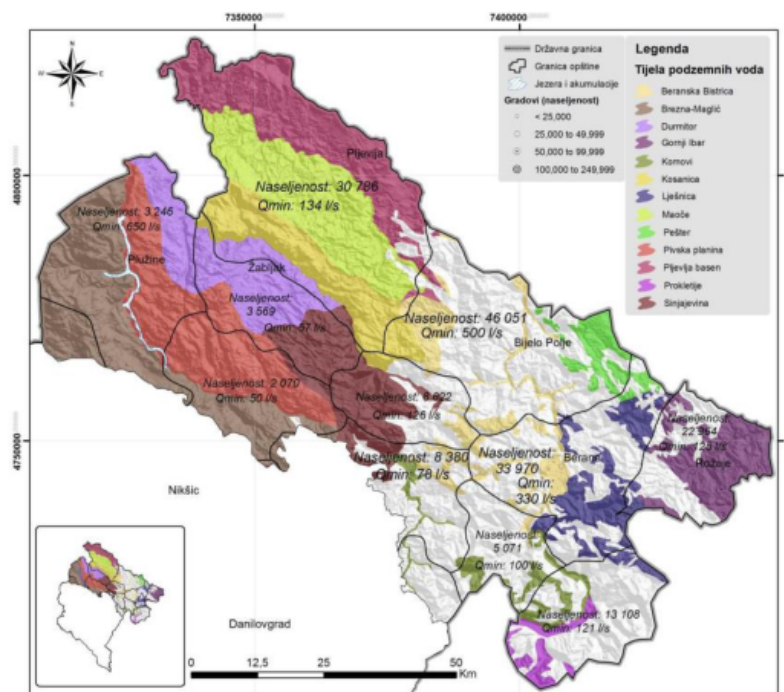 7350000
7400000
4800000
4750000
N
W
E
S
Državna granica
Granica opštine
Jezera i akumulacije
Gradovi (naseljenost)
< 25,000
25,000 to 49,999
50,000 to 99,999
100,000 to 249,999
Legenda
Tijela podzemnih voda
Beranska Bistrica
Brezna-Maglić
Durmitor
Gornji Ibar
Komovi
Kosanica
Lješnica
Maoče
Pešter
Pivska planina
Pljevlja basen
Prokletije
Sinjajevina
Pljevlja
Naseljenost: 30 786
Qmin: 134 l/s
Naseljenost: 3 246
Qmin: 650 l/s
Plužine
Žabljak
Naseljenost:
3 569
Qmin: 57 l/s
Naseljenost: 46 051
Qmin: 500 l/s
Bijelo Polje
Naseljenost: 2 070
Qmin: 50 l/s
Naseljenost: 8 622
Qmin: 126 l/s
Naseljenost:
Rožaje
Naseljenost: 8 380
Qmin: 78 l/s
Naseljenost:
33 970
Qmin:
330 l/s
Nikšic
Naseljenost:
5 071
Qmin: 100 l/s
Naseljenost: 13 108
Qmin: 121 l/s
Danilovgrad
0
12,5
25
50
Km